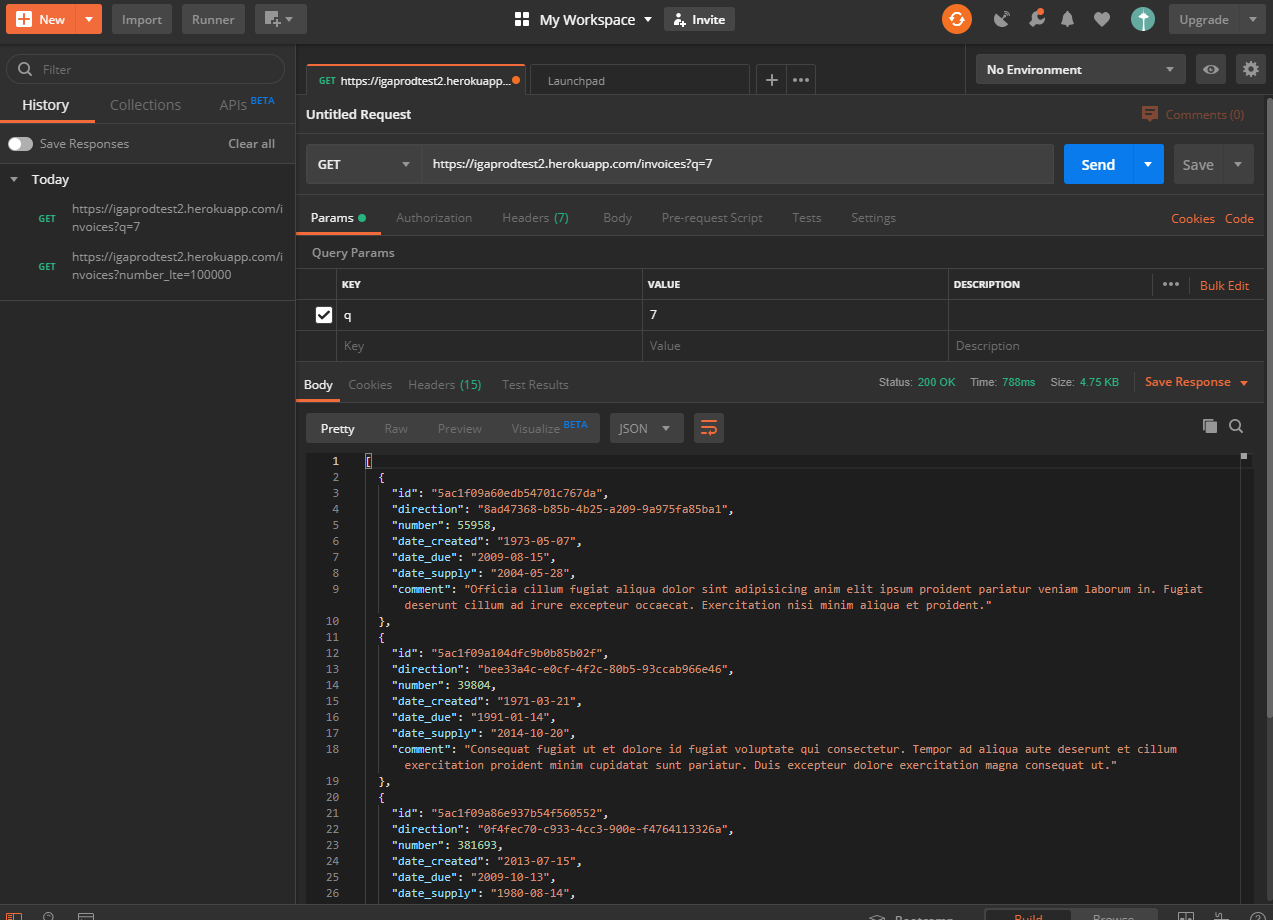 New Import Runner My Workspace Invite Upgrade
Filter
History Collections APIs BETA
Save Responses Clear all
Today
GET https://igaprodtest2.herokuapp.com/i
nvoices?q=7
GET https://igaprodtest2.herokuapp.com/i
nvoices?number_lte=100000
GET https://igaprodtest2.herokuapp... Launchpad
No Environment
Untitled Request Comments (0)
GET https://igaprodtest2.herokuapp.com/invoices?q=7 Send Save
Params Authorization Headers (7) Body Pre-request Script Tests Settings Cookies Code
Query Params
KEY VALUE DESCRIPTION Bulk Edit
q 7
Key Value Description
Body Cookies Headers (15) Test Results Status: 200 OK Time: 788ms Size: 4.75 KB Save Response
Pretty Raw Preview Visualize BETA JSON
1 [
2 {
3 "id": "5ac1f09a60edb54701c767da",
4 "direction": "8ad47368-b85b-4b25-a209-9a975fa85ba1",
5 "number": 55958,
6 "date_created": "1973-05-07",
7 "date_due": "2009-08-15",
8 "date_supply": "2004-05-28",
9 "comment": "Officia cillum fugiat aliqua dolor sint adipisicing anim elit ipsum proident pariatur veniam laborum in. Fugiat
deserunt cillum ad irure excepteur occaecat. Exercitation nisi minim aliqua et proident."
10 },
11 {
12 "id": "5ac1f09a104dfc9b0b85b02f",
13 "direction": "bee33a4c-e0cf-4f2c-80b5-93ccab966e46",
14 "number": 39804,
15 "date_created": "1971-03-21",
16 "date_due": "1991-01-14",
17 "date_supply": "2014-10-20",
18 "comment": "Consequat fugiat ut et dolore id fugiat voluptate qui consectetur. Tempor ad aliqua aute deserunt et cillum
exercitation proident minim cupidatat sunt pariatur. Duis excepteur dolore exercitation magna consequat ut."
19 },
20 {
21 "id": "5ac1f09a86e937b54f560552",
22 "direction": "0f4fec70-c933-4cc3-900e-f4764113326a",
23 "number": 381693,
24 "date_created": "2013-07-15",
25 "date_due": "2009-10-13",
26 "date_supply": "1980-08-14",
Bootcamp Build Browse